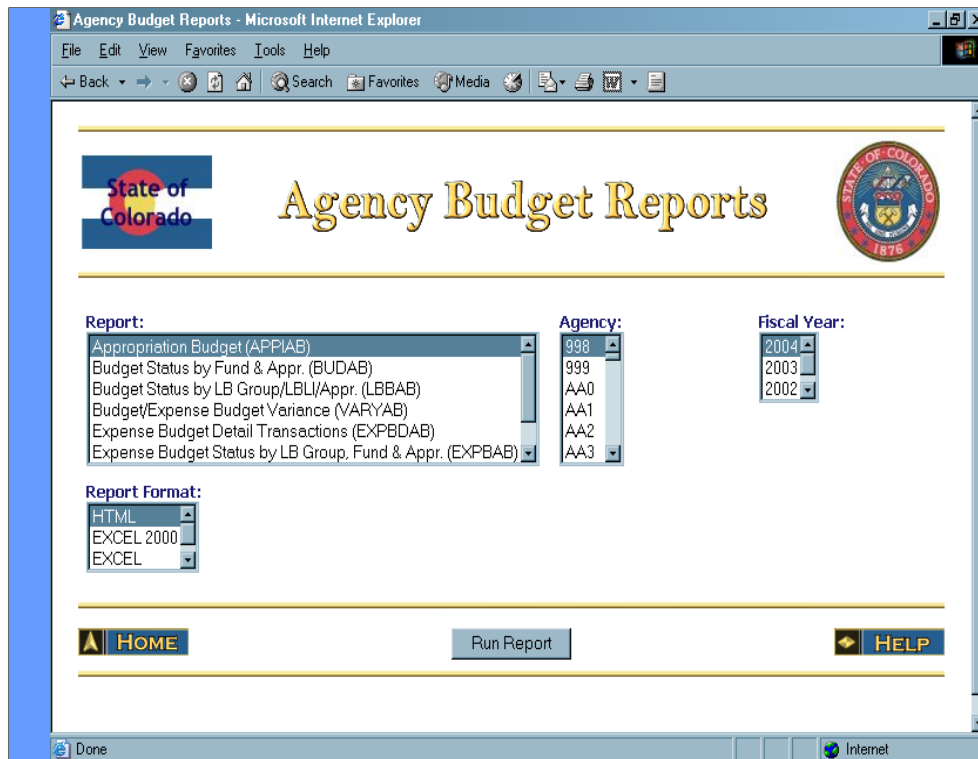 Agency Budget Reports - Microsoft Internet Explorer
File Edit View Favorites Tools Help
Back Search Favorites Media
State of
Colorado
Agency Budget Reports
STATE OF COLORADO
1876
Report: Agency: Fiscal Year:
Appropriation Budget (APPIAB) 998 2004
Budget Status by Fund & Appr. (BUDAB) 999 2003
Budget Status by LB Group/LBLI/Appr. (LBBAB) AA0 2002
Budget/Expense Budget Variance (VARYAB) AA1
Expense Budget Detail Transactions (EXPBDAB) AA2
Expense Budget Status by LB Group, Fund & Appr. (EXPBAB) AA3
Report Format:
HTML
EXCEL 2000
EXCEL
HOME Run Report HELP
Done Internet